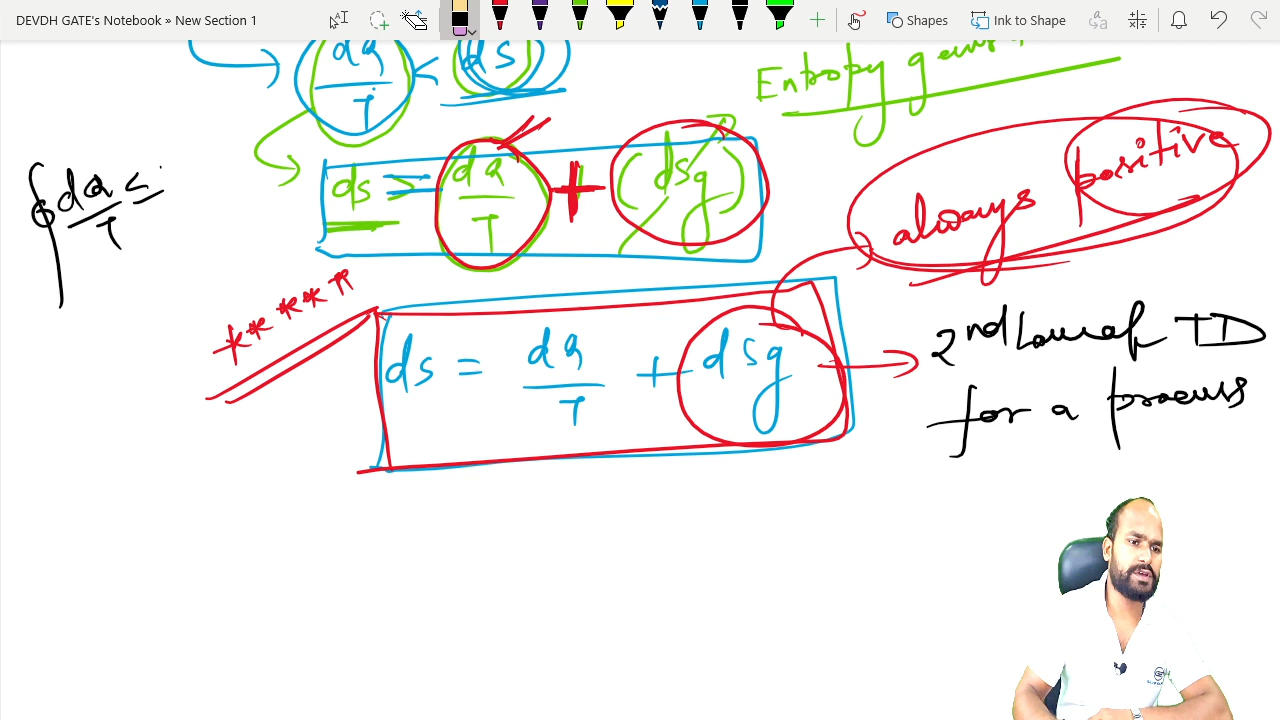 DEVDH GATE's Notebook » New Section 1
Shapes
Ink to Shape
dQ/T < ds
Entropy
ds = dQ/T + (dsg)
always positive
∮ dQ/T ≤
****
ds = dQ/T + dsg
2nd Law of TD
for a process